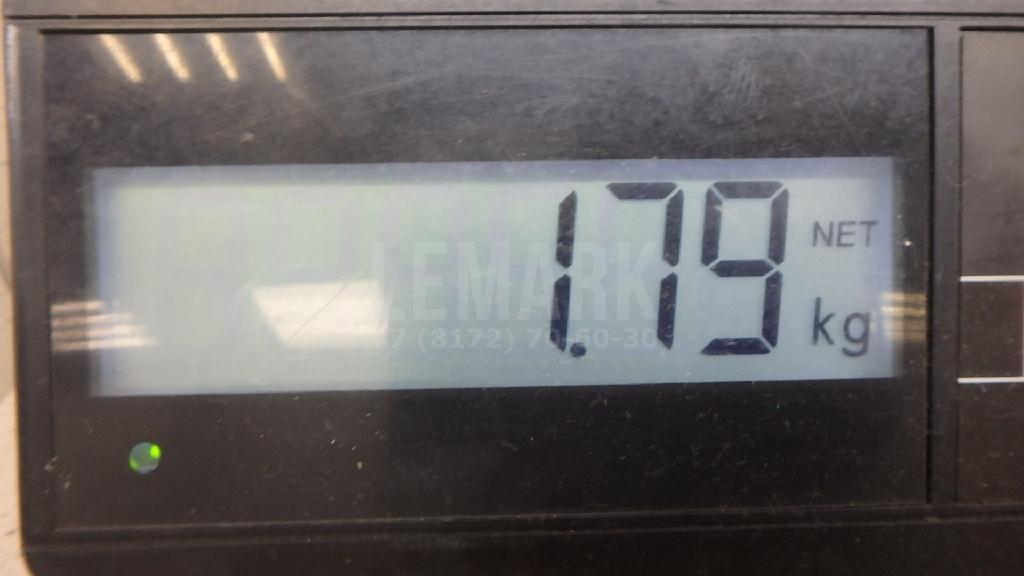 1.79 NET
kg
LEMARK